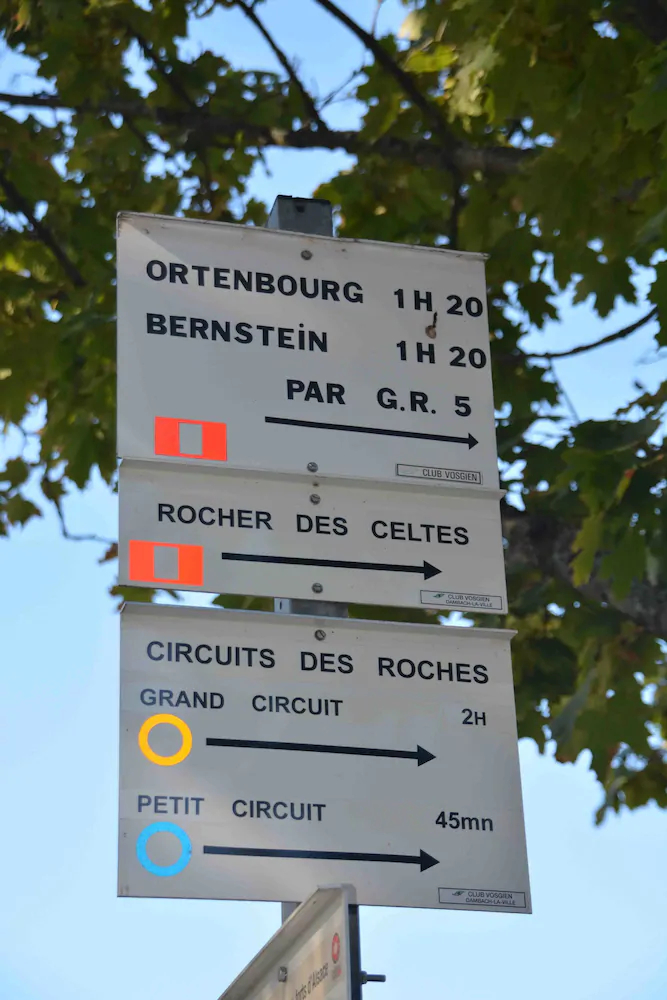 ORTENBOURG 1H 20
BERNSTEiN 1H 20
PAR G.R. 5
CLUB VOSGIEN
ROCHER DES CELTES
CLUB VOSGIEN
DAMBACH-LA-VILLE
CIRCUITS DES ROCHES
GRAND CIRCUIT 2H
PETIT CIRCUIT 45mn
CLUB VOSGIEN
DAMBACH-LA-VILLE
d'Alsace